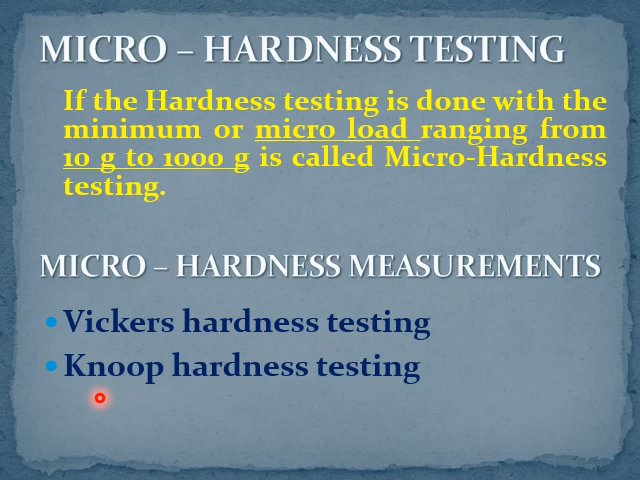 MICRO – HARDNESS TESTING
If the Hardness testing is done with the
minimum or micro load ranging from
10 g to 1000 g is called Micro-Hardness
testing.
MICRO – HARDNESS MEASUREMENTS
• Vickers hardness testing
• Knoop hardness testing